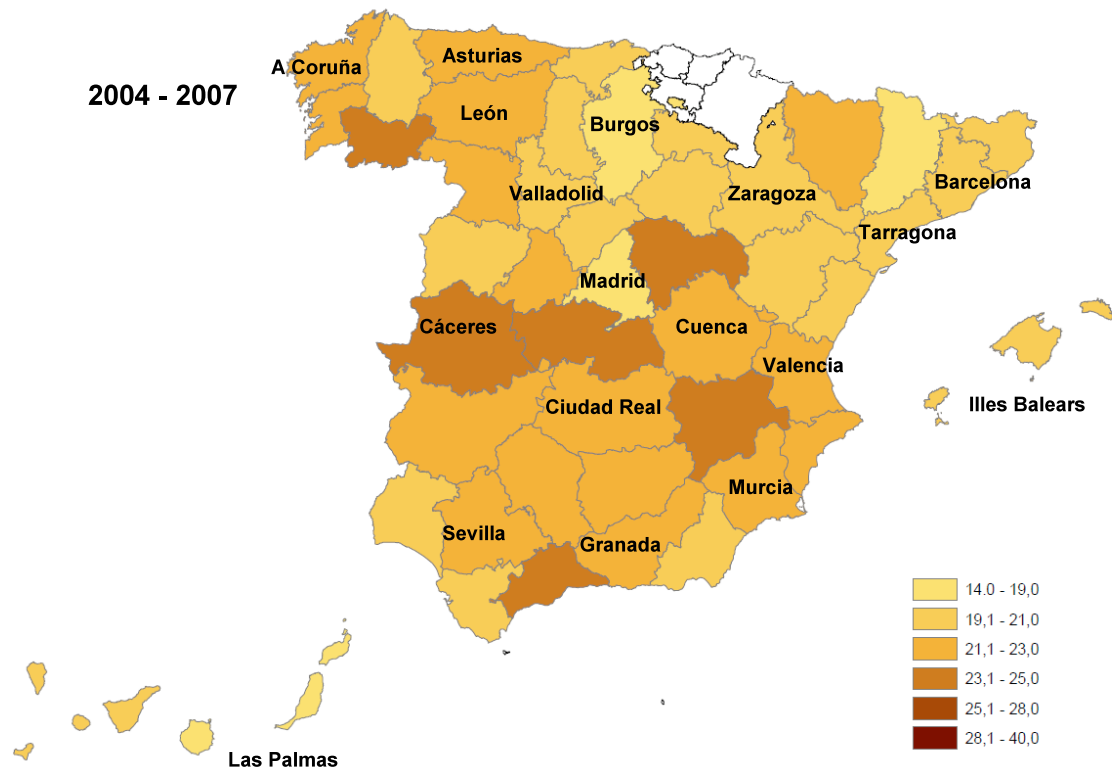 Asturias
A Coruña
2004 - 2007
León
Burgos
Barcelona
Valladolid
Zaragoza
Tarragona
Madrid
Cáceres
Cuenca
Valencia
Illes Balears
Ciudad Real
Murcia
Sevilla
Granada
14.0 - 19,0
19,1 - 21,0
21,1 - 23,0
23,1 - 25,0
25,1 - 28,0
28,1 - 40,0
Las Palmas